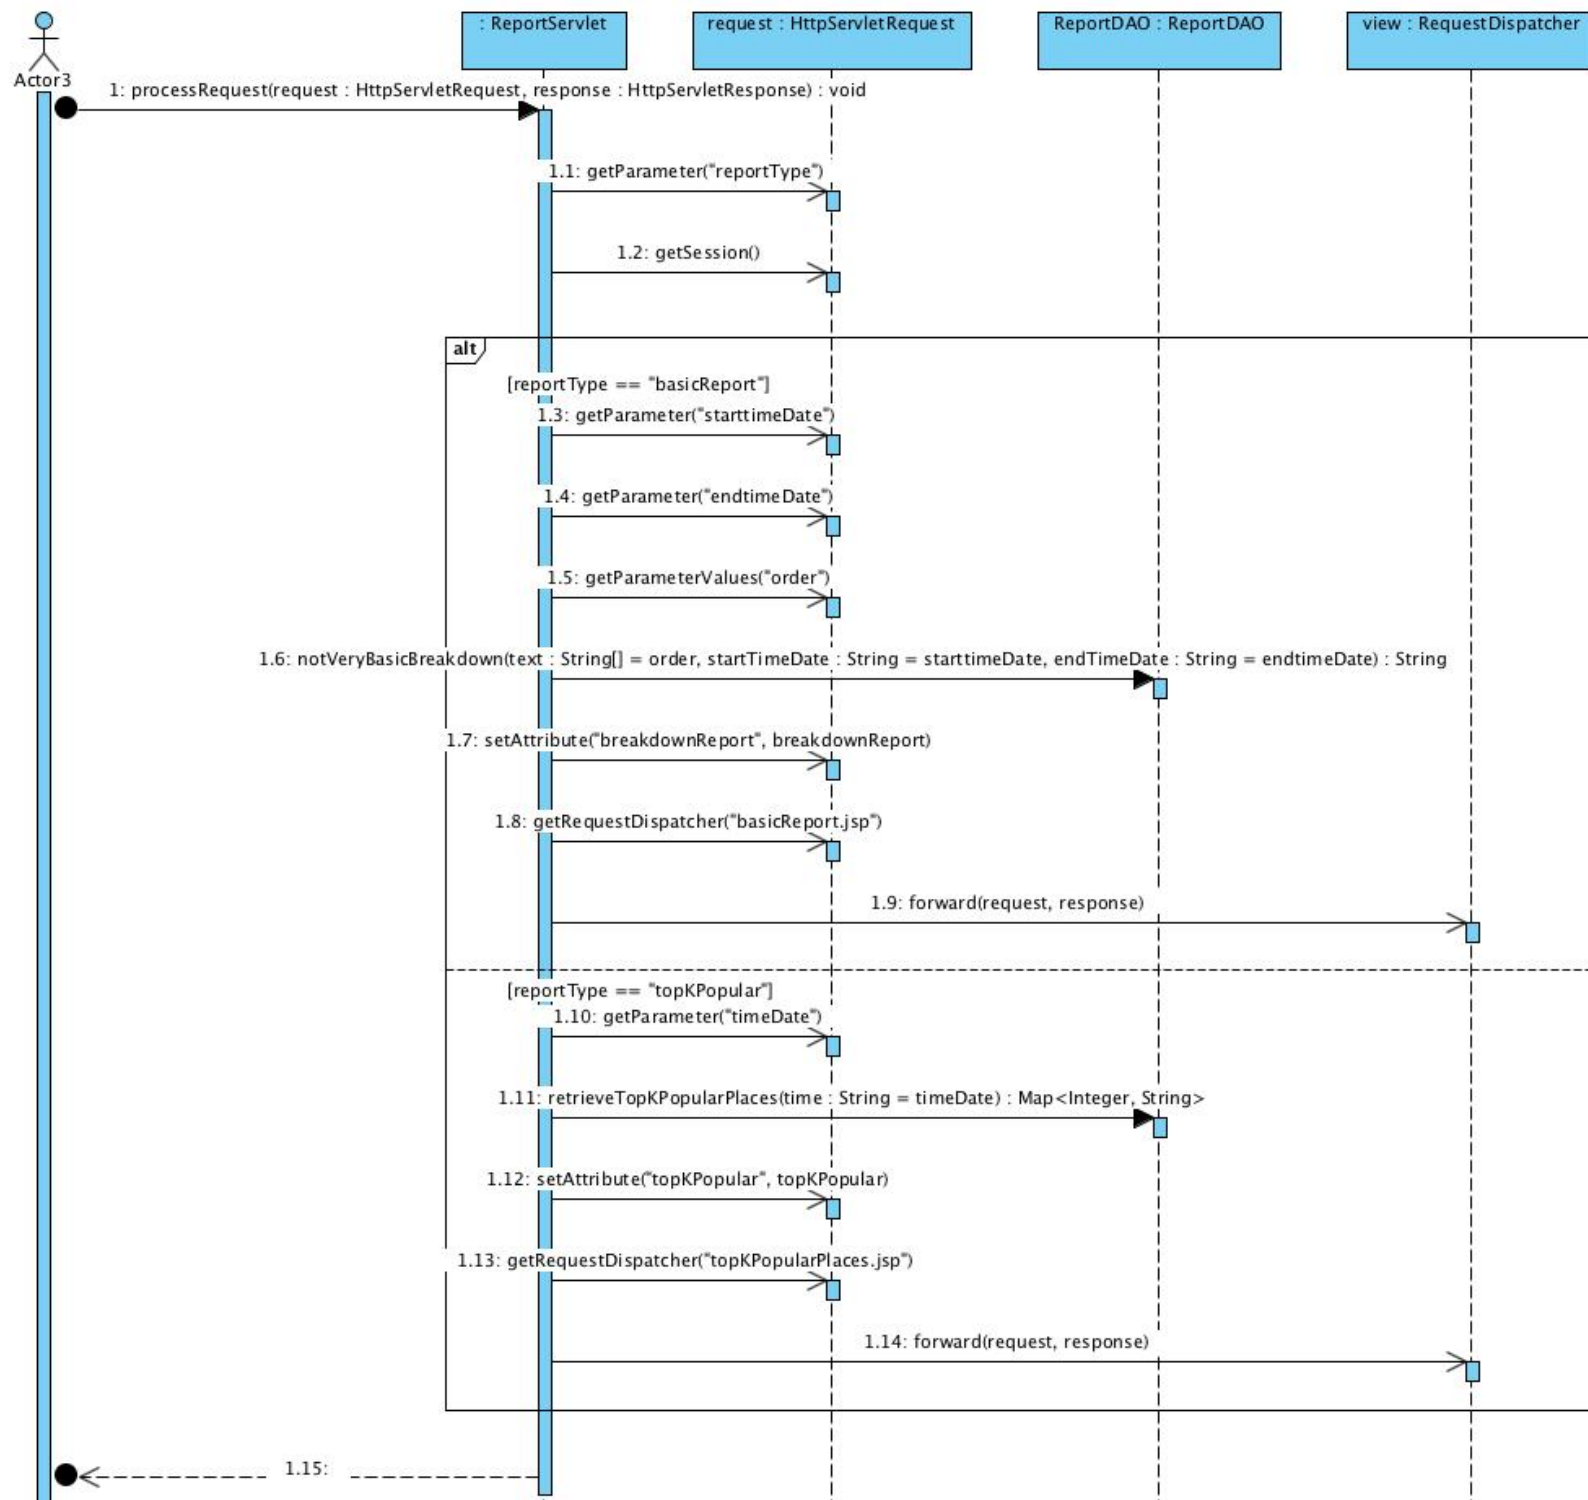 : ReportServlet
request : HttpServletRequest
ReportDAO : ReportDAO
view : RequestDispatcher
Actor3
1: processRequest(request : HttpServletRequest, response : HttpServletResponse) : void
1.1: getParameter("reportType")
1.2: getSession()
alt
[reportType == "basicReport"]
1.3: getParameter("starttimeDate")
1.4: getParameter("endtimeDate")
1.5: getParameterValues("order")
1.6: notVeryBasicBreakdown(text : String[] = order, startTimeDate : String = starttimeDate, endTimeDate : String = endtimeDate) : String
1.7: setAttribute("breakdownReport", breakdownReport)
1.8: getRequestDispatcher("basicReport.jsp")
1.9: forward(request, response)
[reportType == "topKPopular"]
1.10: getParameter("timeDate")
1.11: retrieveTopKPopularPlaces(time : String = timeDate) : Map<Integer, String>
1.12: setAttribute("topKPopular", topKPopular)
1.13: getRequestDispatcher("topKPopularPlaces.jsp")
1.14: forward(request, response)
1.15: